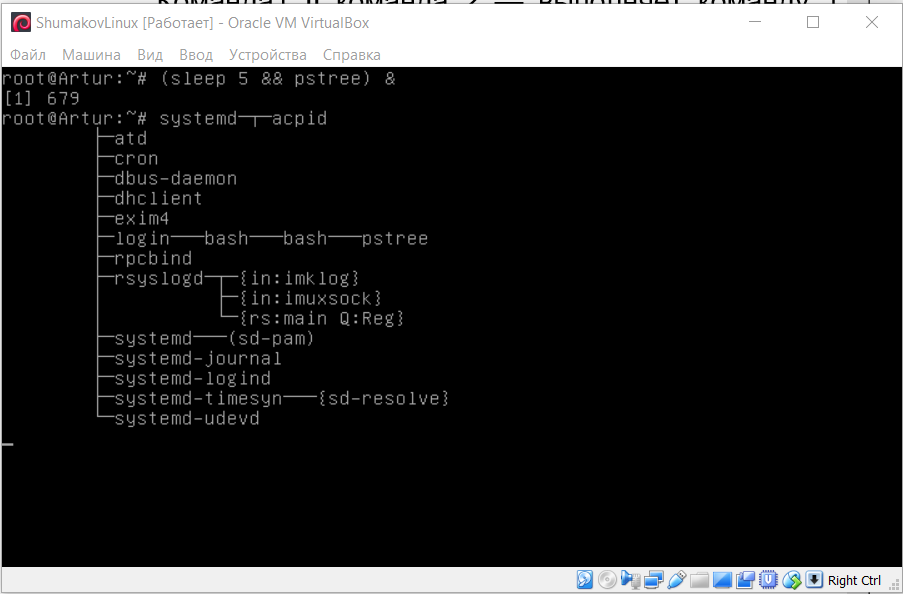 ShumakovLinux [Работает] - Oracle VM VirtualBox
Файл Машина Вид Ввод Устройства Справка
root@Artur:~# (sleep 5 && pstree) &
[1] 679
root@Artur:~# systemd─┬─acpid
├─atd
├─cron
├─dbus-daemon
├─dhclient
├─exim4
├─login───bash───bash───pstree
├─rpcbind
├─rsyslogd─┬─{in:imklog}
│ ├─{in:imuxsock}
│ └─{rs:main Q:Reg}
├─systemd───(sd-pam)
├─systemd-journal
├─systemd-logind
├─systemd-timesyn───{sd-resolve}
└─systemd-udevd
Right Ctrl